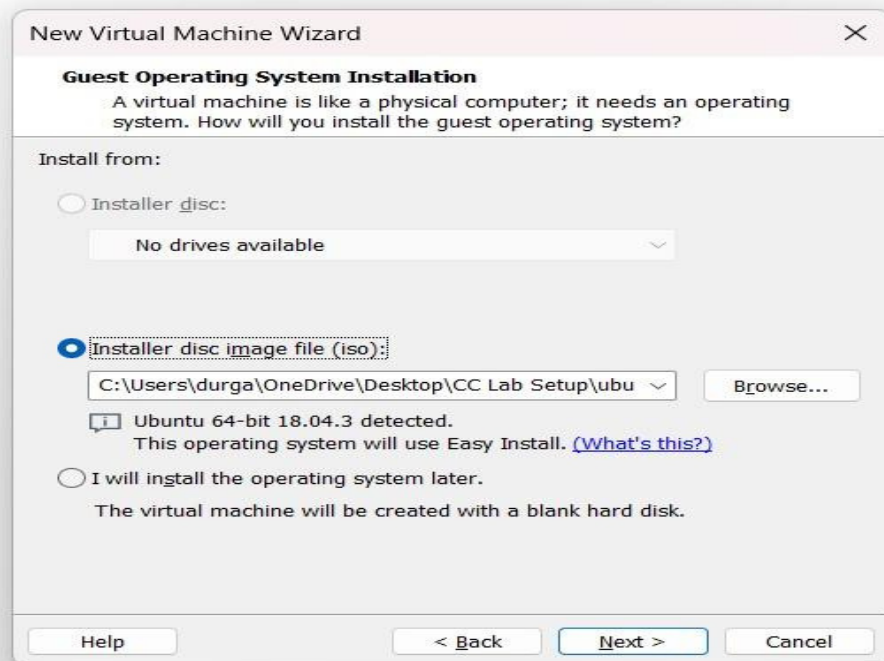 New Virtual Machine Wizard
Guest Operating System Installation
A virtual machine is like a physical computer; it needs an operating
system. How will you install the guest operating system?
Install from:
Installer disc:
No drives available
Installer disc image file (iso):
C:\Users\durga\OneDrive\Desktop\CC Lab Setup\ubu
Browse...
Ubuntu 64-bit 18.04.3 detected.
This operating system will use Easy Install. (What's this?)
I will install the operating system later.
The virtual machine will be created with a blank hard disk.
Help < Back Next > Cancel